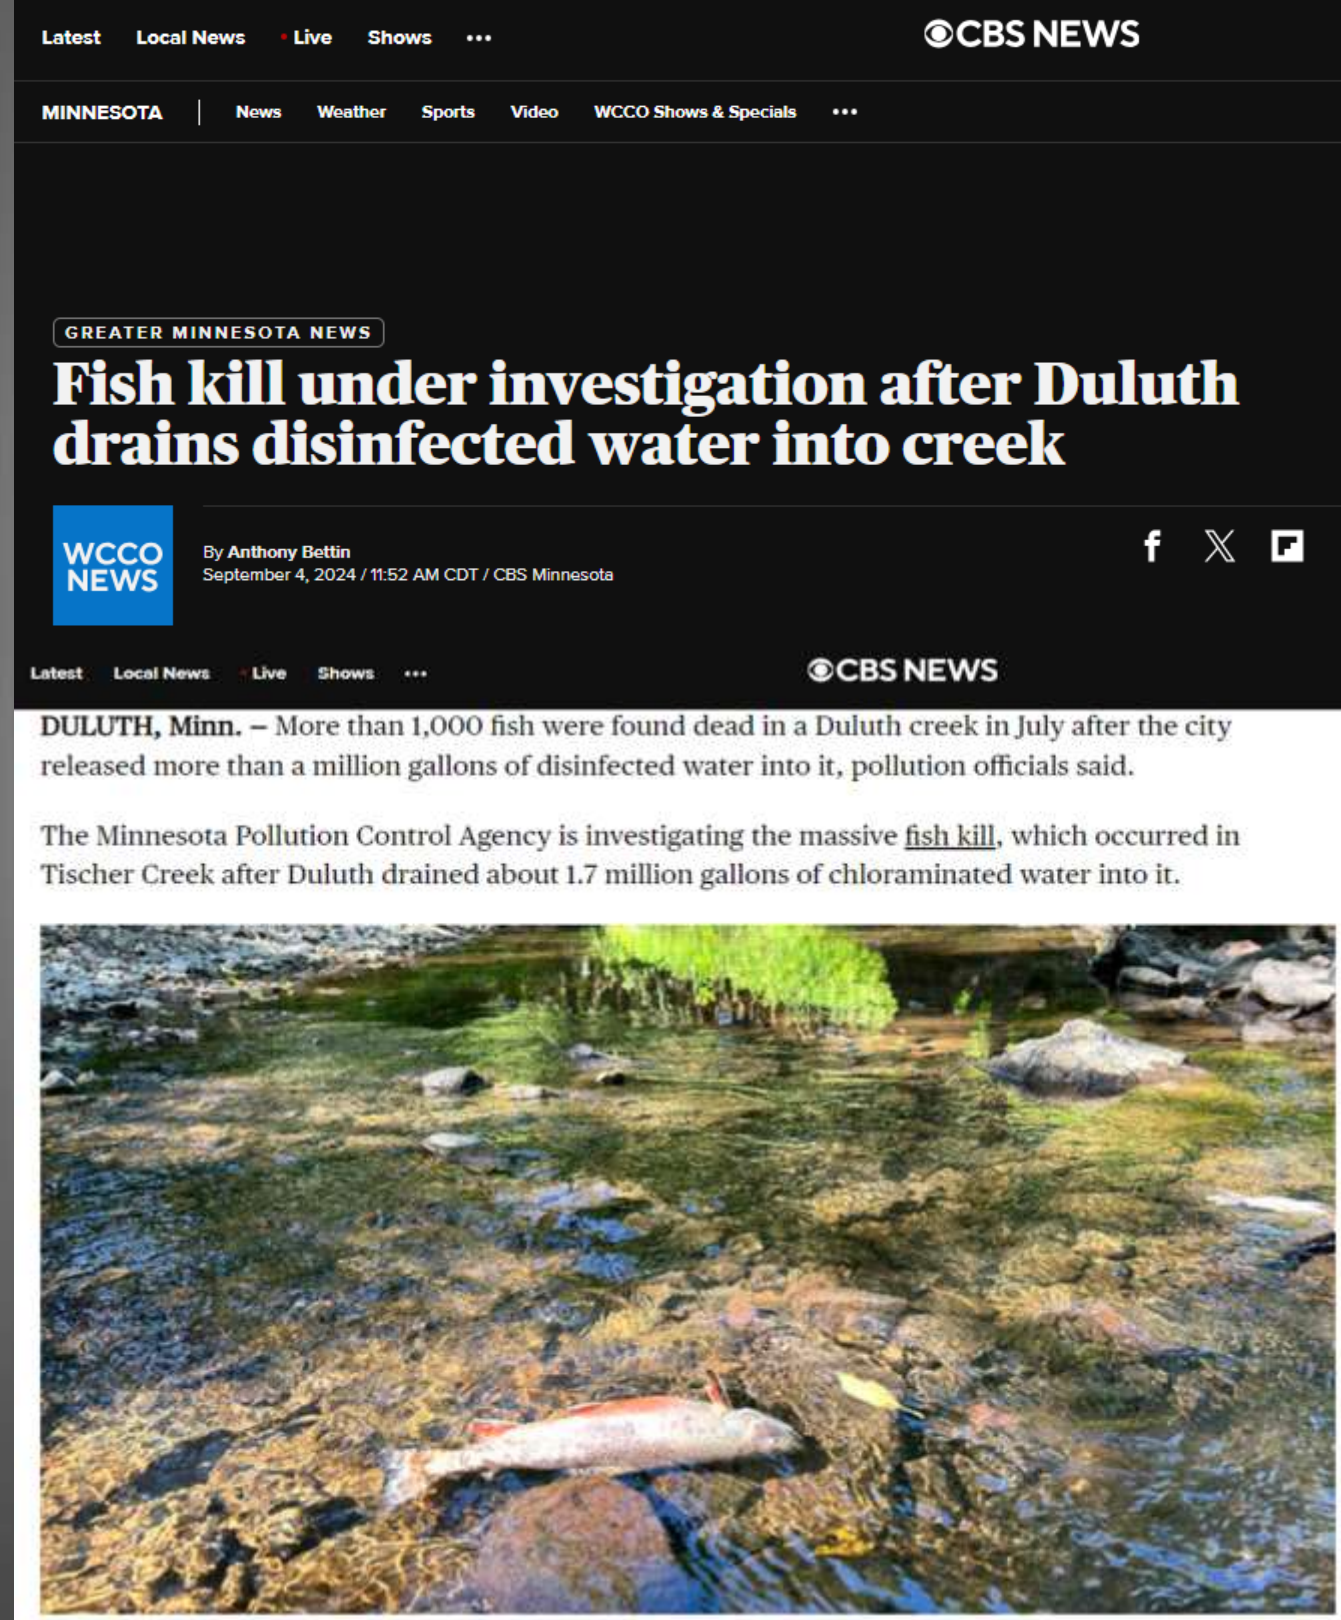 Latest Local News Live Shows ... CBS NEWS
MINNESOTA | News Weather Sports Video WCCO Shows & Specials ...
GREATER MINNESOTA NEWS
Fish kill under investigation after Duluth
drains disinfected water into creek
WCCO
NEWS
By Anthony Bettin
September 4, 2024 / 11:52 AM CDT / CBS Minnesota
Latest Local News Live Shows ... CBS NEWS
DULUTH, Minn. — More than 1,000 fish were found dead in a Duluth creek in July after the city
released more than a million gallons of disinfected water into it, pollution officials said.
The Minnesota Pollution Control Agency is investigating the massive fish kill, which occurred in
Tischer Creek after Duluth drained about 1.7 million gallons of chloraminated water into it.